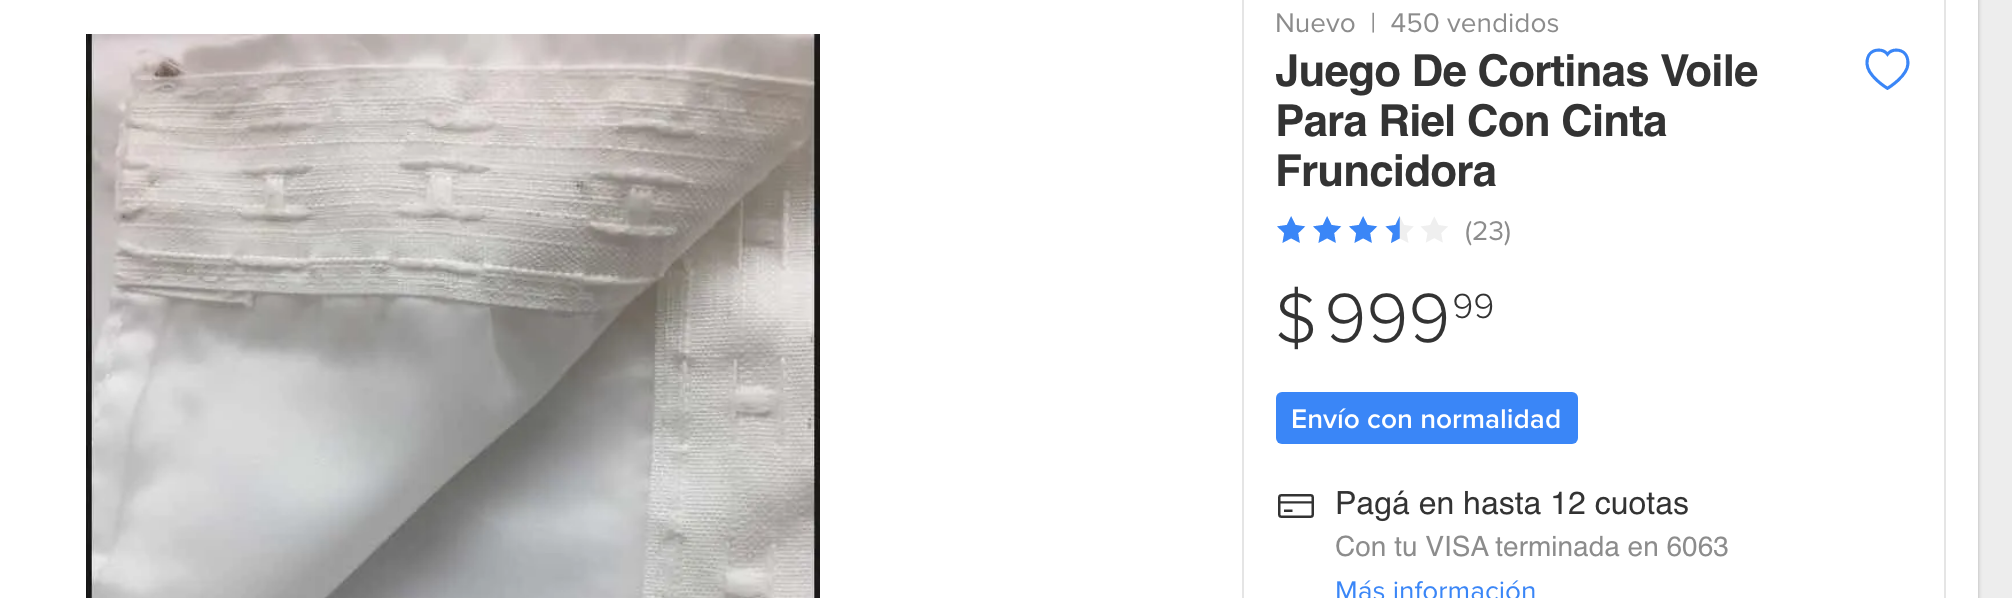 Nuevo | 450 vendidos
Juego De Cortinas Voile
Para Riel Con Cinta
Fruncidora
(23)
$ 999 99
Envío con normalidad
Pagá en hasta 12 cuotas
Con tu VISA terminada en 6063
Más información